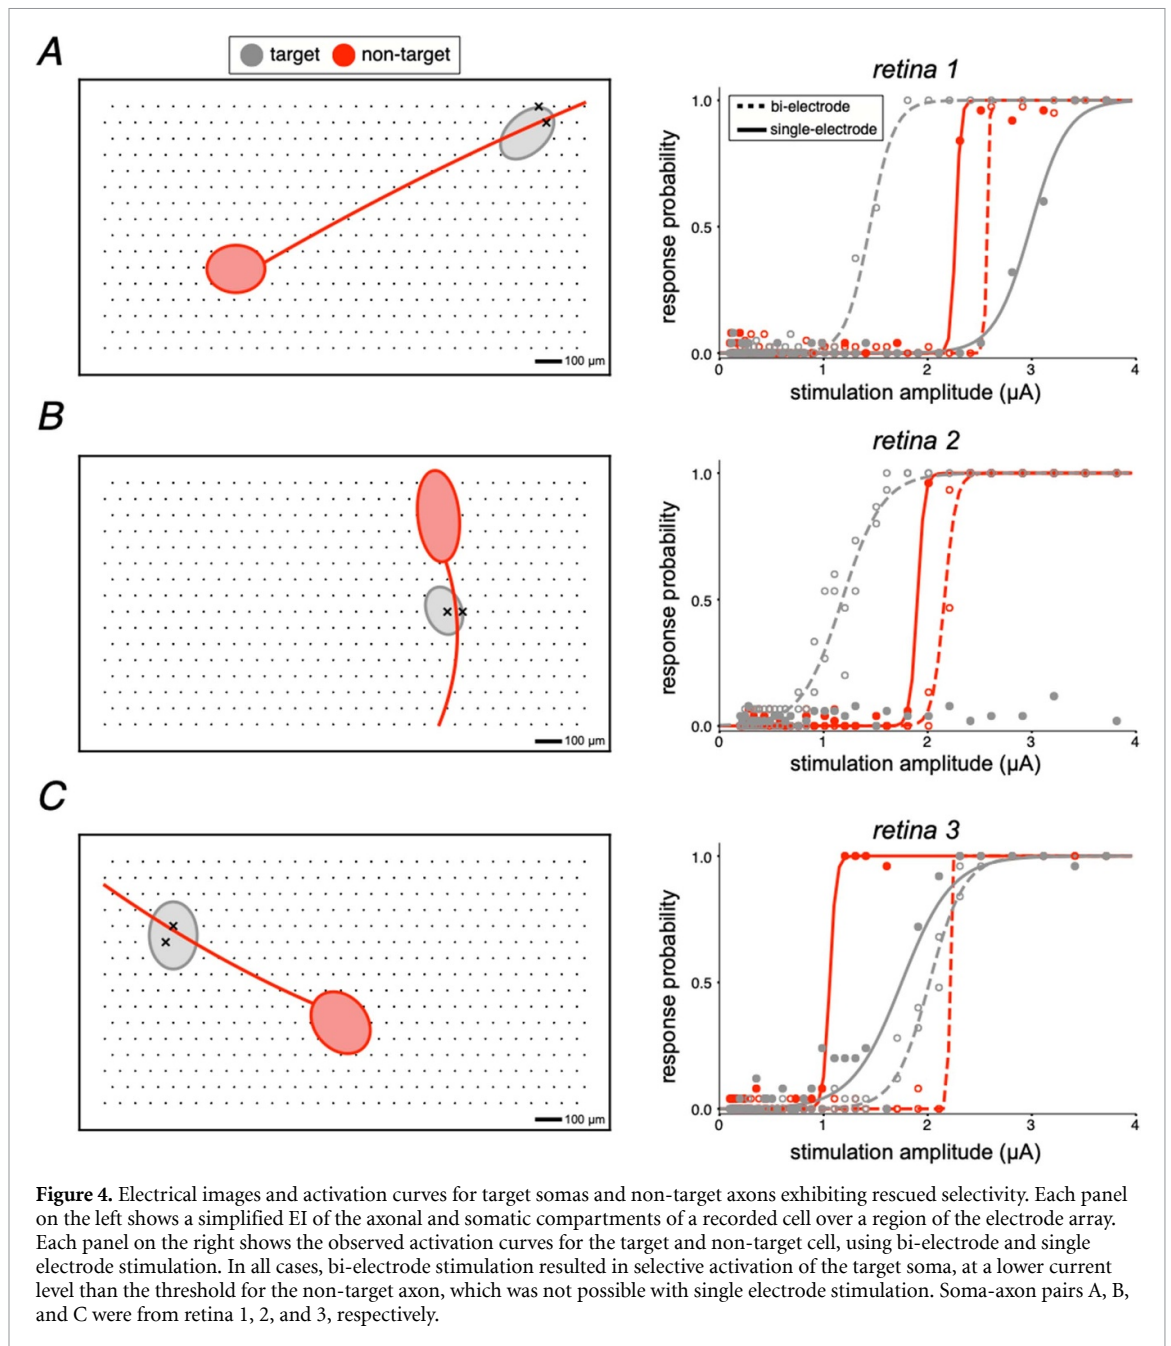 A
target non-target
retina 1
bi-electrode
single-electrode
1.0
0.5
0.0
response probability
0 1 2 3 4
stimulation amplitude (µA)
100 µm
B
retina 2
1.0
0.5
0.0
response probability
0 1 2 3 4
stimulation amplitude (µA)
100 µm
C
retina 3
1.0
0.5
0.0
response probability
0 1 2 3 4
stimulation amplitude (µA)
100 µm
Figure 4. Electrical images and activation curves for target somas and non-target axons exhibiting rescued selectivity. Each panel
on the left shows a simplified EI of the axonal and somatic compartments of a recorded cell over a region of the electrode array.
Each panel on the right shows the observed activation curves for the target and non-target cell, using bi-electrode and single
electrode stimulation. In all cases, bi-electrode stimulation resulted in selective activation of the target soma, at a lower current
level than the threshold for the non-target axon, which was not possible with single electrode stimulation. Soma-axon pairs A, B,
and C were from retina 1, 2, and 3, respectively.